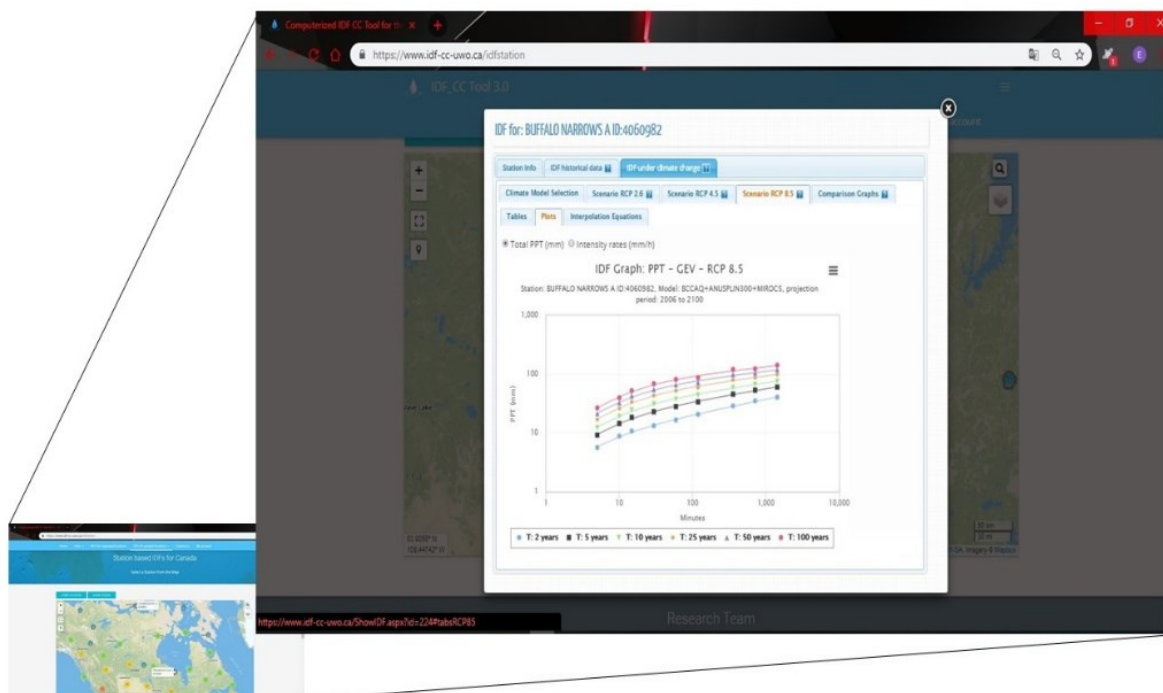 Computerized IDF CC Tool for th
https://www.idf-cc-uwo.ca/idfstation
IDF_CC Tool 3.0
account
IDF for: BUFFALO NARROWS A ID:4060982
Station Info
IDF historical data
IDF under climate change
Climate Model Selection
Scenario RCP 2.6
Scenario RCP 4.5
Scenario RCP 8.5
Comparison Graphs
Tables
Plots
Interpolation Equations
Total PPT (mm)
Intensity rates (mm/h)
IDF Graph: PPT - GEV - RCP 8.5
Station: BUFFALO NARROWS A ID:4060982, Model: BCCAQ+ANUSPLIN300+MIROC5, projection
period: 2006 to 2100
1,000
100
10
1
PPT (mm)
1
10
100
1,000
10,000
Minutes
T: 2 years
T: 5 years
T: 10 years
T: 25 years
T: 50 years
T: 100 years
https://www.idf-cc-uwo.ca/ShowIDF.aspx?id=224#tabsRCP85
Research Team
Station based IDFs for Canada
Select a Station from the Map